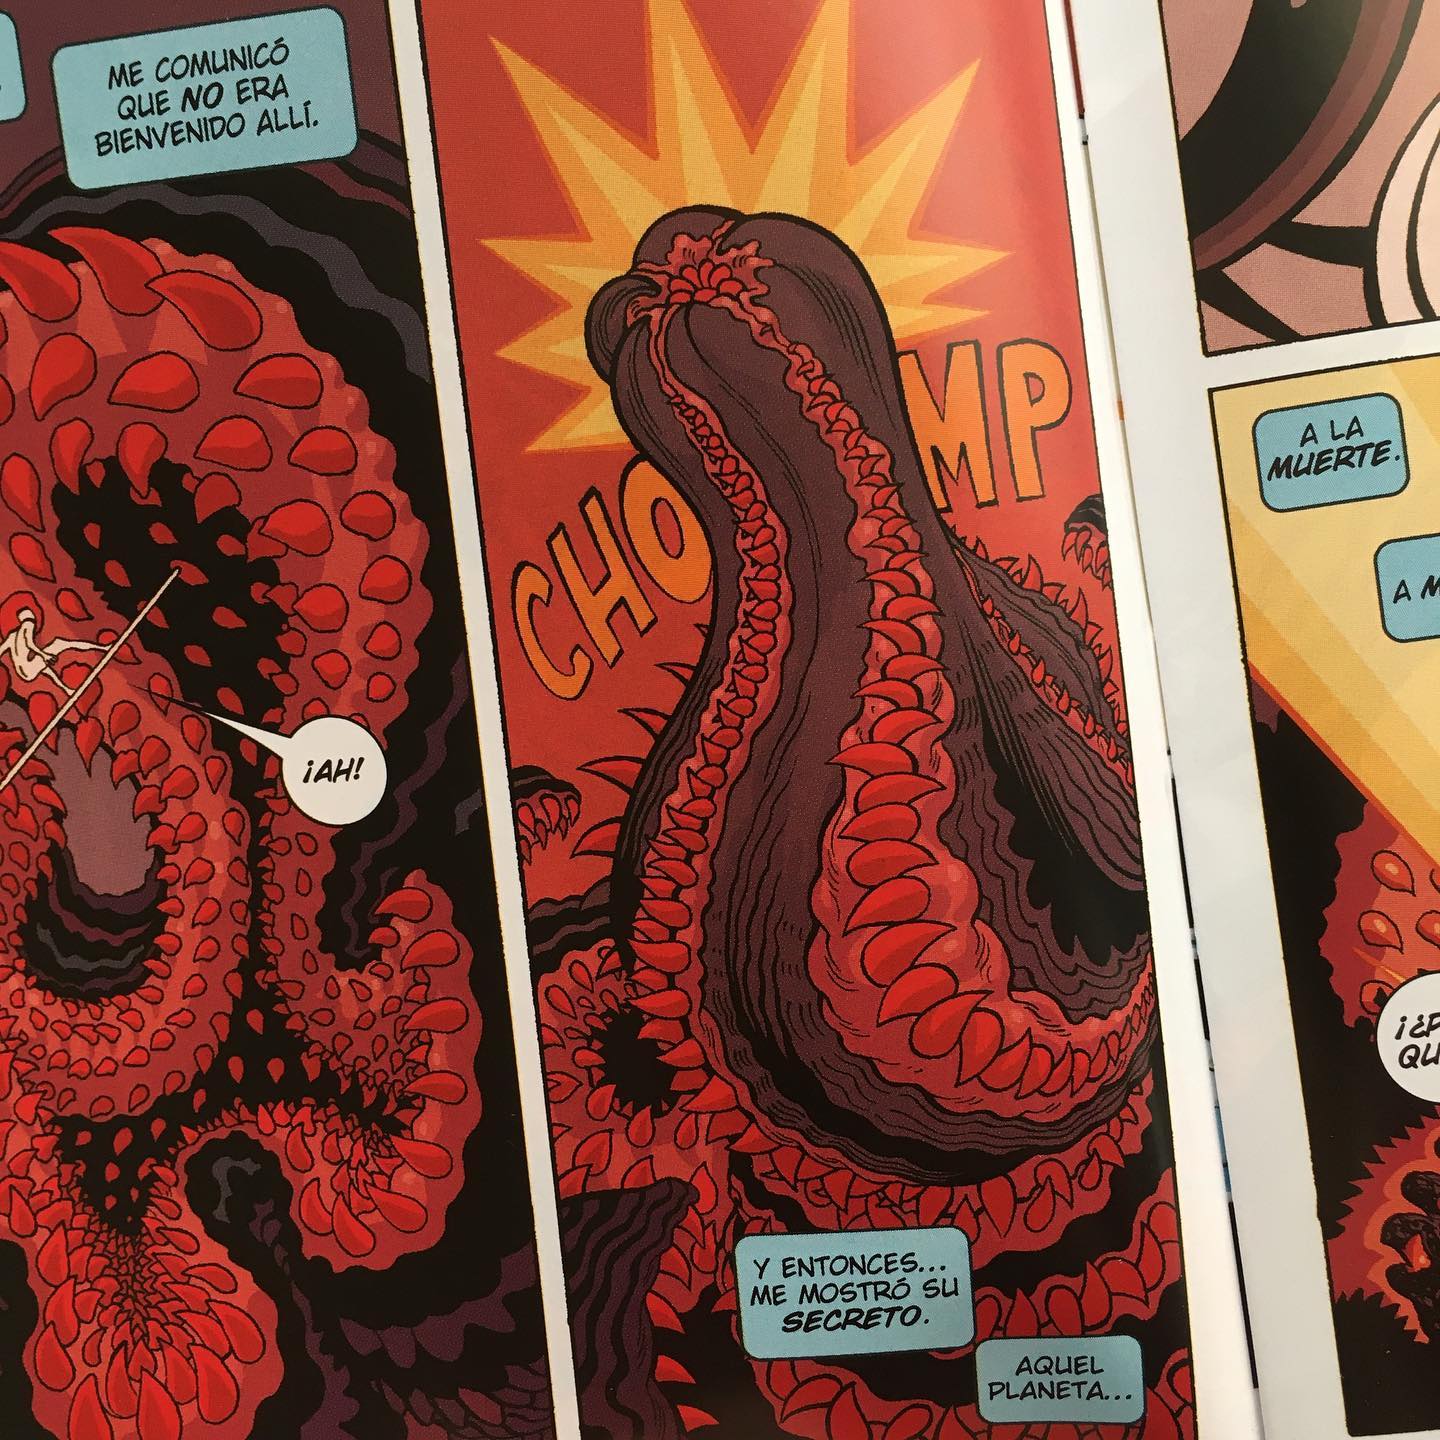 ME COMUNICÓ
QUE NO ERA
BIENVENIDO ALLÍ.
¡AH!
CHO MP
Y ENTONCES...
ME MOSTRÓ SU
SECRETO.
AQUEL
PLANETA...
A LA
MUERTE.
A